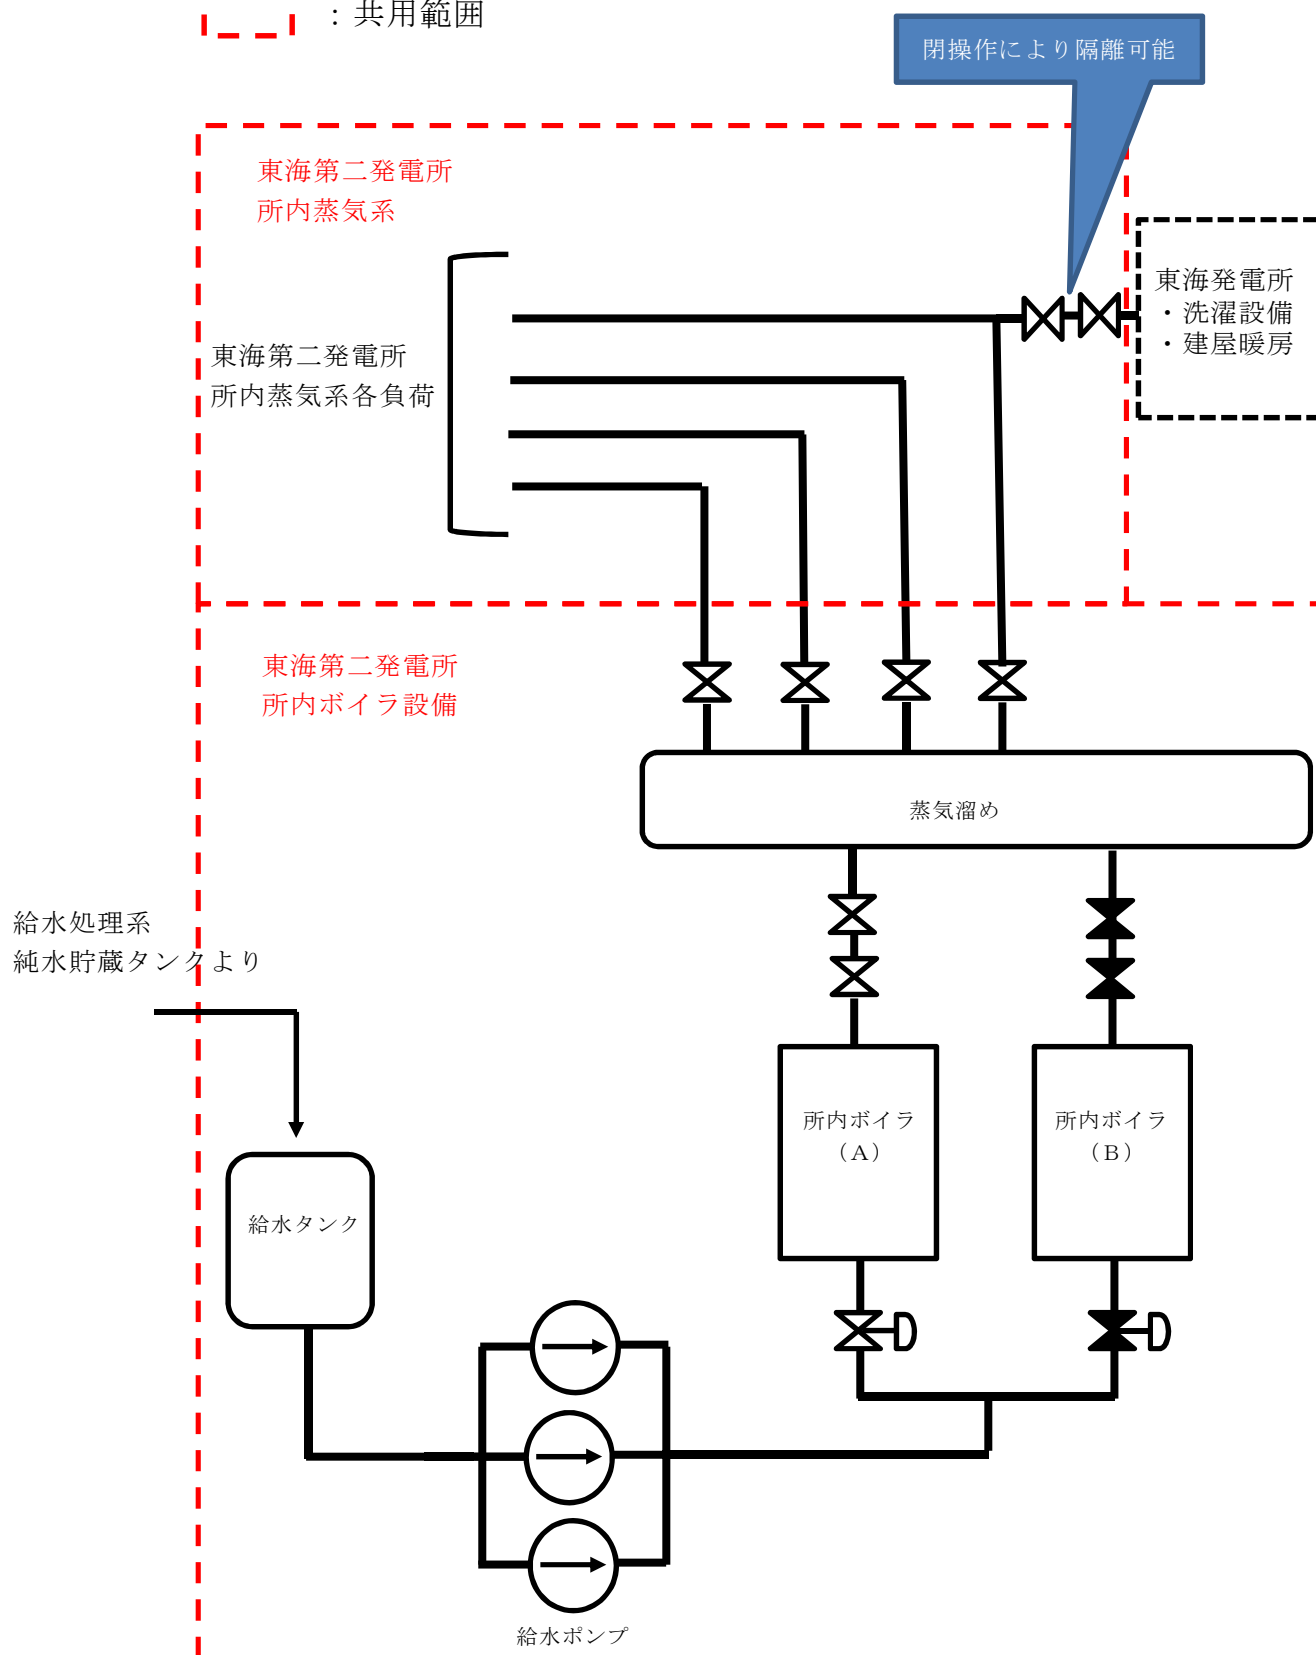 ：共用範囲
閉操作により隔離可能
東海第二発電所
所内蒸気系
東海発電所
・洗濯設備
・建屋暖房
東海第二発電所
所内蒸気系各負荷
東海第二発電所
所内ボイラ設備
蒸気溜め
給水処理系
純水貯蔵タンクより
所内ボイラ
（A）
所内ボイラ
（B）
給水タンク
給水ポンプ